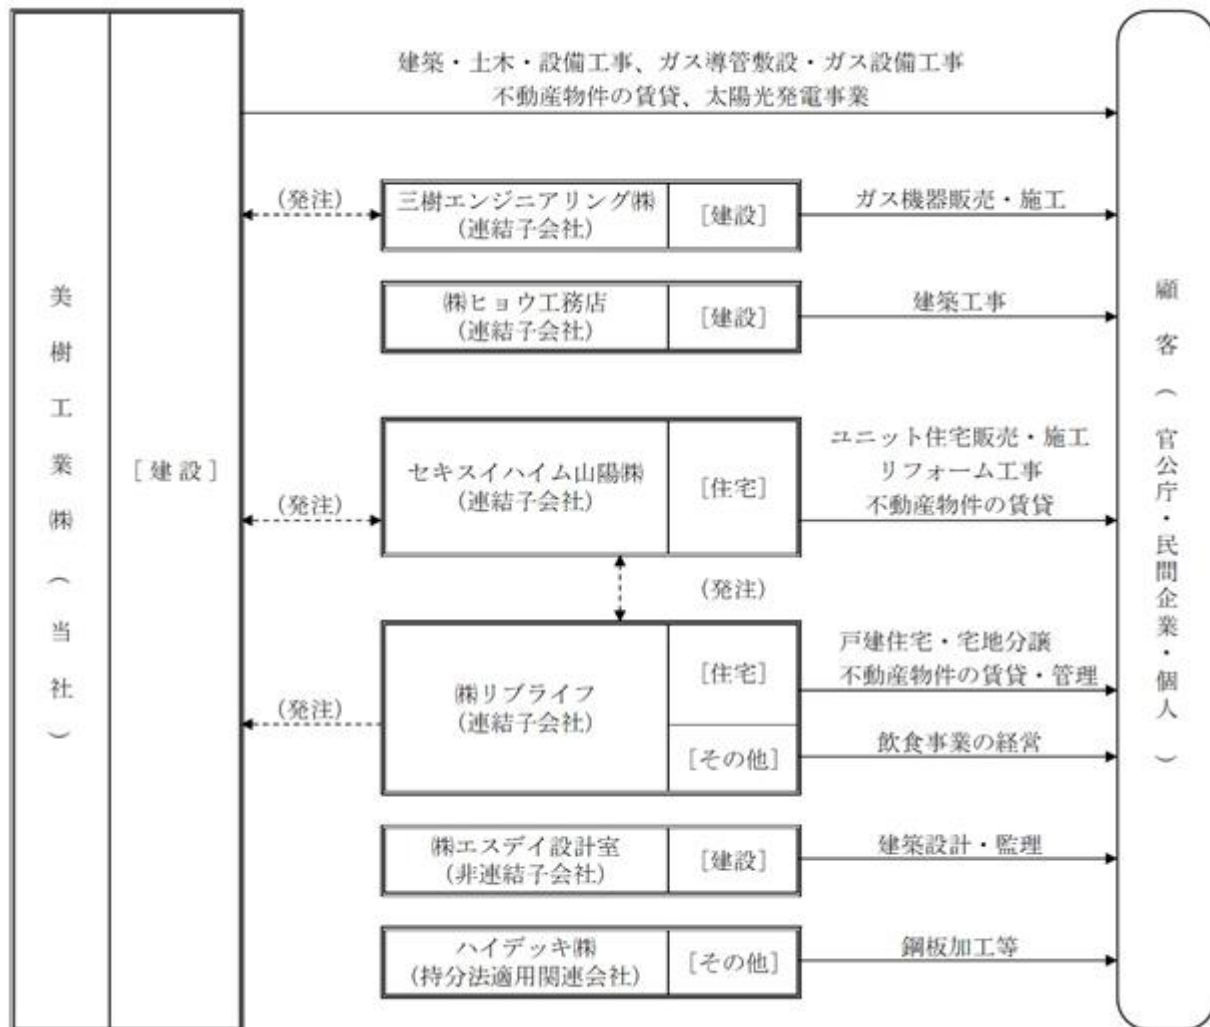 美樹工業㈱(当社)
[建設]
建築・土木・設備工事、ガス導管敷設・ガス設備工事
不動産物件の賃貸、太陽光発電事業
(発注)
三樹エンジニアリング㈱
(連結子会社)
[建設]
ガス機器販売・施工
㈱ヒョウ工務店
(連結子会社)
[建設]
建築工事
(発注)
セキスイハイム山陽㈱
(連結子会社)
[住宅]
ユニット住宅販売・施工
リフォーム工事
不動産物件の賃貸
(発注)
(発注)
㈱リブライフ
(連結子会社)
[住宅]
戸建住宅・宅地分譲
不動産物件の賃貸・管理
[その他]
飲食事業の経営
㈱エスデイ設計室
(非連結子会社)
[建設]
建築設計・監理
ハイデッキ㈱
(持分法適用関連会社)
[その他]
鋼板加工等
顧客(官公庁・民間企業・個人)